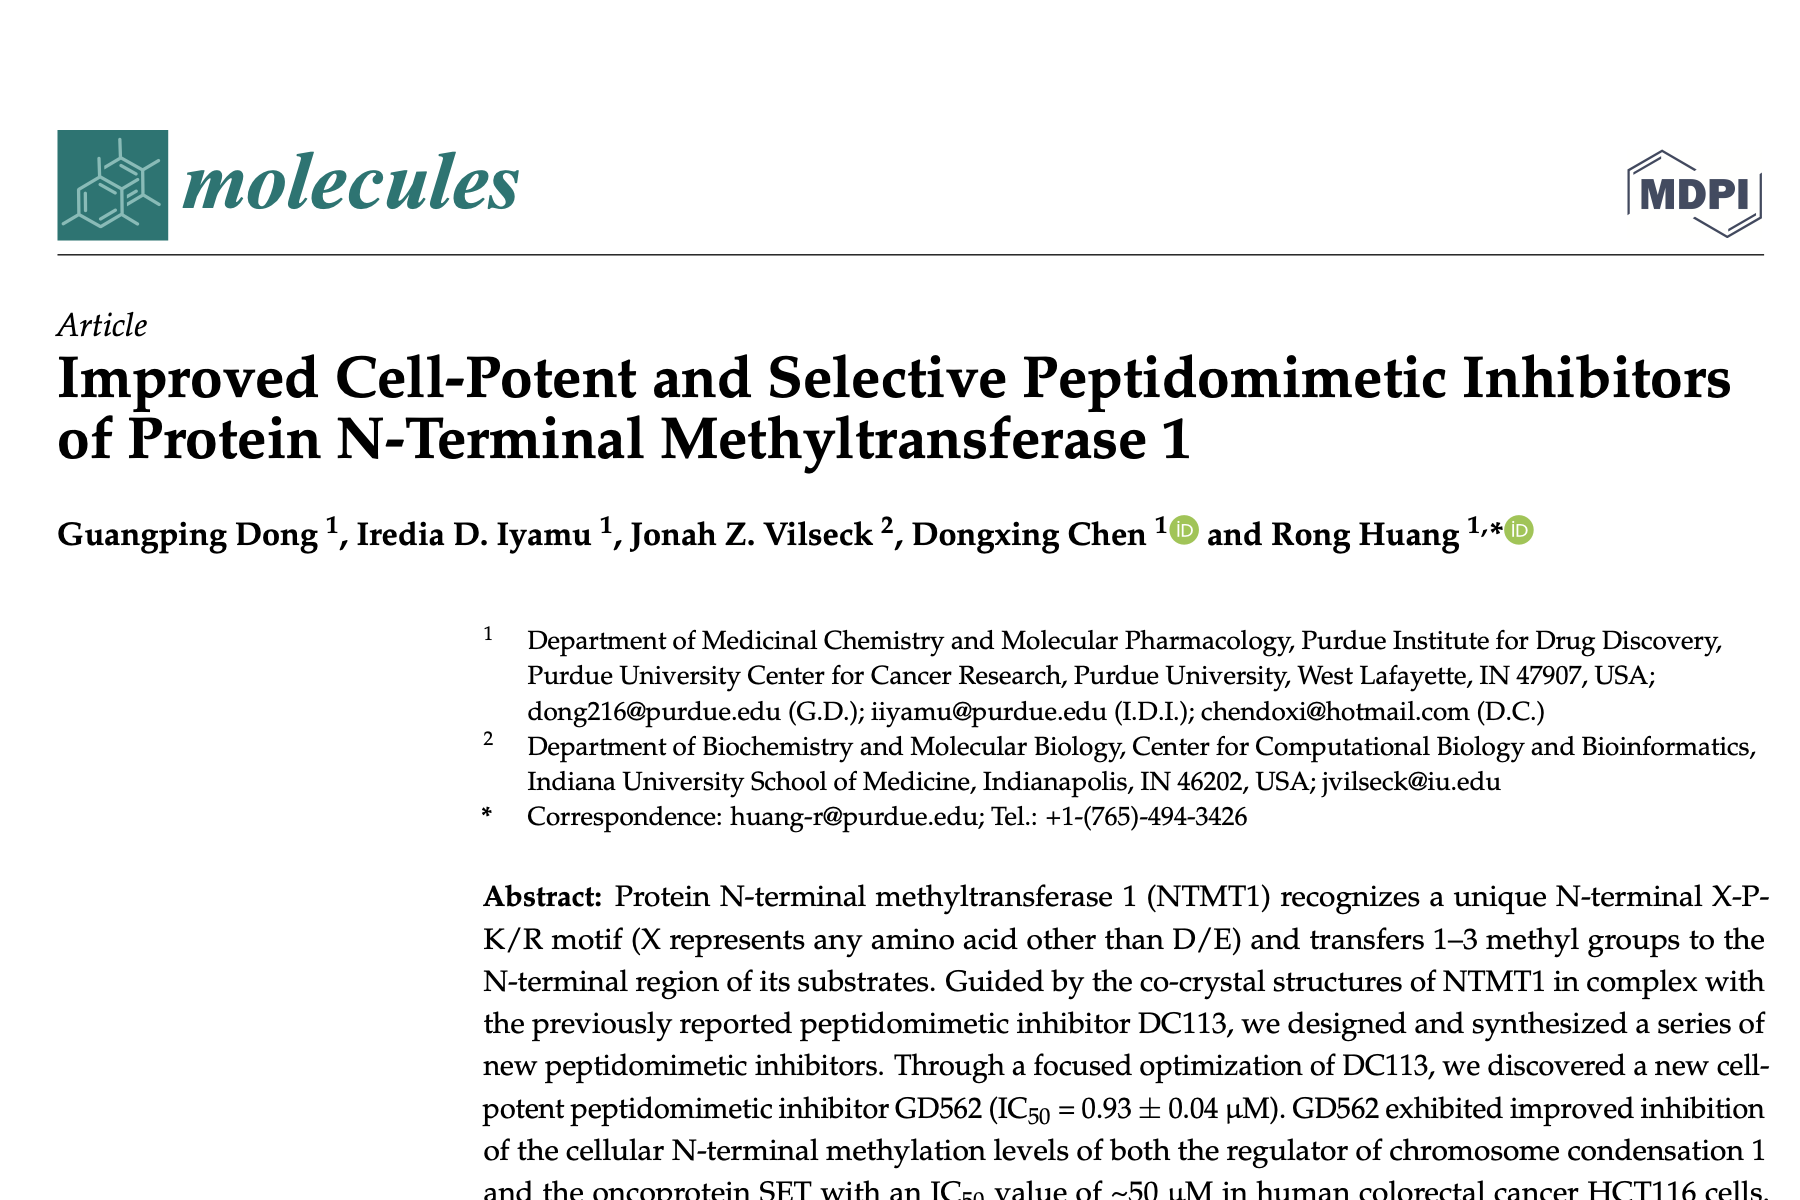 molecules
MDPI
Article
Improved Cell-Potent and Selective Peptidomimetic Inhibitors
of Protein N-Terminal Methyltransferase 1
Guangping Dong 1, Iredia D. Iyamu 1, Jonah Z. Vilseck 2, Dongxing Chen 1 iD and Rong Huang 1,* iD
1 Department of Medicinal Chemistry and Molecular Pharmacology, Purdue Institute for Drug Discovery,
Purdue University Center for Cancer Research, Purdue University, West Lafayette, IN 47907, USA;
dong216@purdue.edu (G.D.); iiyamu@purdue.edu (I.D.I.); chendoxi@hotmail.com (D.C.)
2 Department of Biochemistry and Molecular Biology, Center for Computational Biology and Bioinformatics,
Indiana University School of Medicine, Indianapolis, IN 46202, USA; jvilseck@iu.edu
* Correspondence: huang-r@purdue.edu; Tel.: +1-(765)-494-3426
Abstract: Protein N-terminal methyltransferase 1 (NTMT1) recognizes a unique N-terminal X-P-
K/R motif (X represents any amino acid other than D/E) and transfers 1–3 methyl groups to the
N-terminal region of its substrates. Guided by the co-crystal structures of NTMT1 in complex with
the previously reported peptidomimetic inhibitor DC113, we designed and synthesized a series of
new peptidomimetic inhibitors. Through a focused optimization of DC113, we discovered a new cell-
potent peptidomimetic inhibitor GD562 (IC50 = 0.93 ± 0.04 µM). GD562 exhibited improved inhibition
of the cellular N-terminal methylation levels of both the regulator of chromosome condensation 1
and the oncoprotein SET with an IC50 value of ~50 µM in human colorectal cancer HCT116 cells.